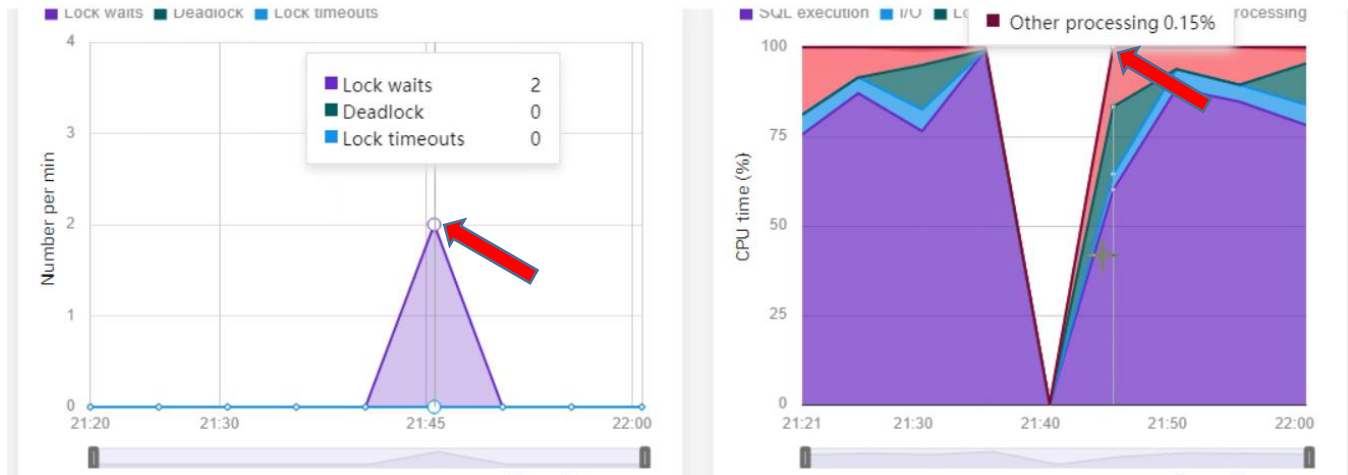 Lock waits Deadlock Lock timeouts
4
Lock waits 2
Deadlock 0
Lock timeouts 0
3
2
1
0
Number per min
21:20 21:30 21:45 22:00
SQL execution I/O
Other processing 0.15%
100
75
50
25
0
CPU time (%)
21:21 21:30 21:40 21:50 22:00